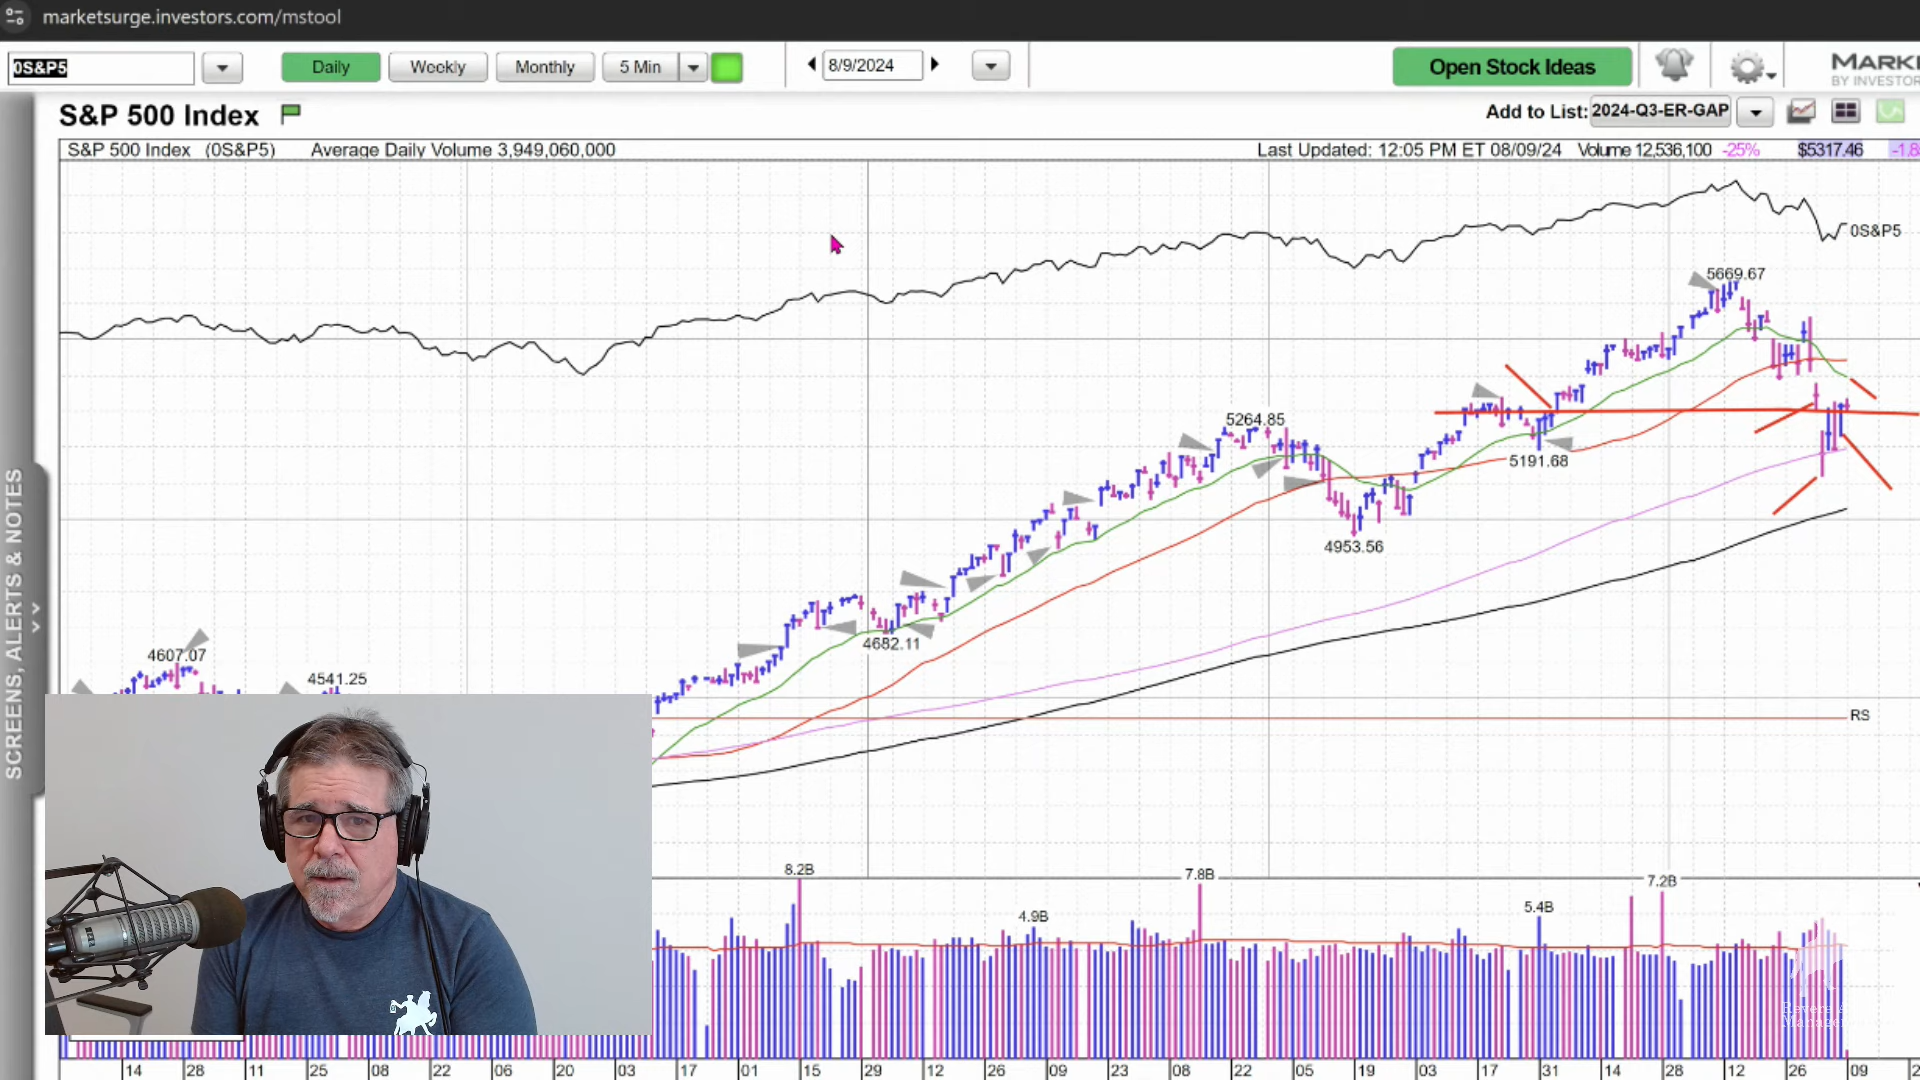 marketsurge.investors.com/mstool
0S&P5
Daily
Weekly
Monthly
5 Min
8/9/2024
Open Stock Ideas
MARKE
BY INVESTOR
S&P 500 Index
Add to List:
2024-Q3-ER-GAP
S&P 500 Index (0S&P5) Average Daily Volume 3,949,060,000
Last Updated: 12:05 PM ET 08/09/24 Volume 12,536,100 -25% $5317.46 -1.8
0S&P5
5669.67
5264.85
5191.68
4953.56
4682.11
4607.07
4541.25
RS
SCREENS, ALERTS & NOTES
8.2B
7.8B
7.2B
4.9B
5.4B
14 28 11 25 08 22 06 20 03 17 01 15 29 12 26 09 23 08 22 05 19 03 17 31 14 28 12 26 09